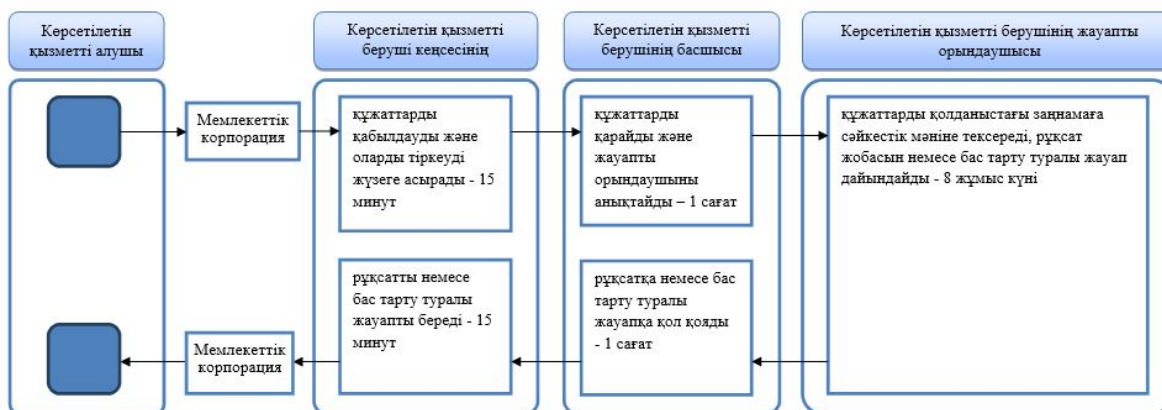 Көрсетілетін
қызметті алушы
Көрсетілетін қызметті
беруші кеңсесінің
Көрсетілетін қызметті
берушінің басшысы
Көрсетілетін қызметті берушінің жауапты
орындаушысы
Мемлекеттік
корпорация
құжаттарды
қабылдауды және
оларды тіркеуді
жүзеге асырады - 15
минут
құжаттарды
қарайды және
жауапты
орындаушыны
анықтайды – 1 сағат
құжаттарды қолданыстағы заңнамаға
сәйкестік мәніне тексереді, рұқсат
жобасын немесе бас тарту туралы жауап
дайындайды - 8 жұмыс күні
рұқсатты немесе
бас тарту туралы
жауапты береді - 15
минут
рұқсатқа немесе бас
тарту туралы
жауапқа қол қояды
- 1 сағат
Мемлекеттік
корпорация